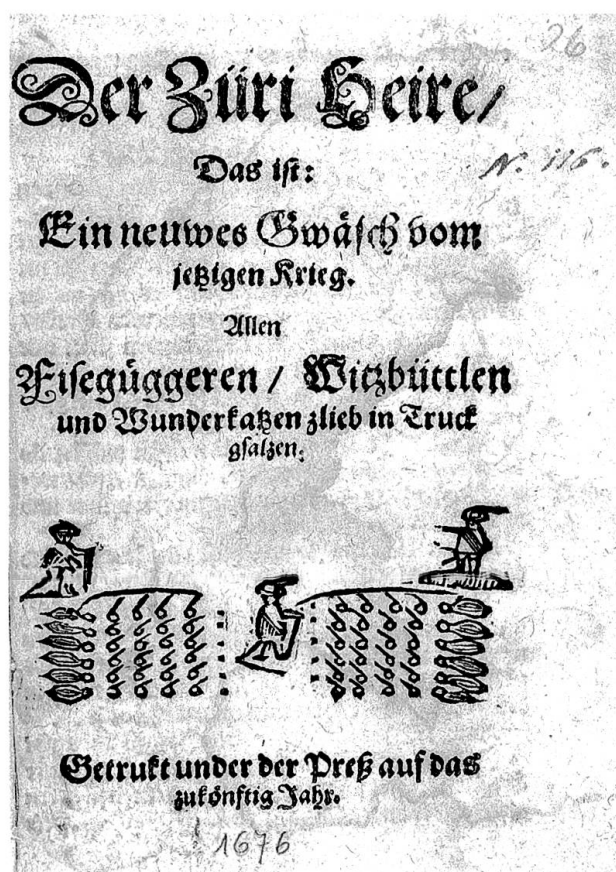 26
Der Züri Heire/
N. 116.
Das ist:
Ein neuwes Gwäsch vom
jetzigen Krieg.
Allen
Fisegüggeren / Witzbüttlen
und Wunderkatzen zlieb in Truck
gsalzen.
Getrukt under der Preß auf das
zukönftig Jahr.
1676